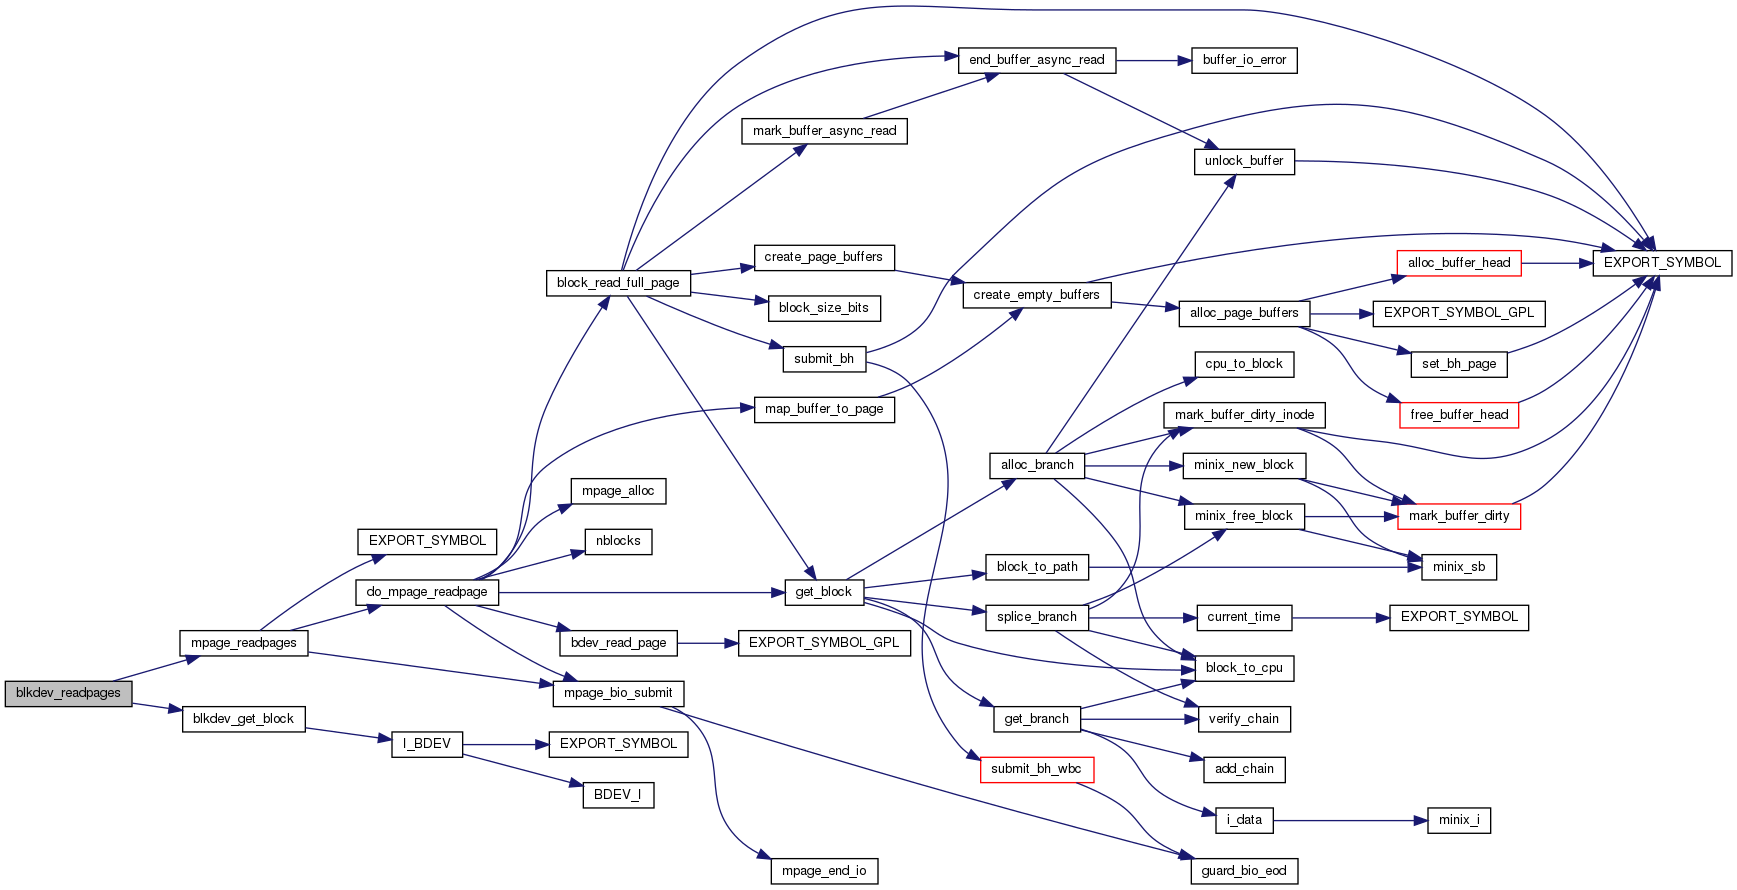 blkdev_readpages
mpage_readpages
blkdev_get_block
EXPORT_SYMBOL
do_mpage_readpage
I_BDEV
block_read_full_page
mpage_alloc
nblocks
bdev_read_page
mpage_bio_submit
EXPORT_SYMBOL
BDEV_I
mark_buffer_async_read
create_page_buffers
block_size_bits
submit_bh
map_buffer_to_page
get_block
EXPORT_SYMBOL_GPL
mpage_end_io
end_buffer_async_read
create_empty_buffers
alloc_branch
block_to_path
splice_branch
get_branch
submit_bh_wbc
buffer_io_error
unlock_buffer
alloc_page_buffers
cpu_to_block
mark_buffer_dirty_inode
minix_new_block
minix_free_block
current_time
block_to_cpu
verify_chain
add_chain
i_data
guard_bio_eod
alloc_buffer_head
EXPORT_SYMBOL_GPL
set_bh_page
free_buffer_head
mark_buffer_dirty
minix_sb
EXPORT_SYMBOL
minix_i
EXPORT_SYMBOL